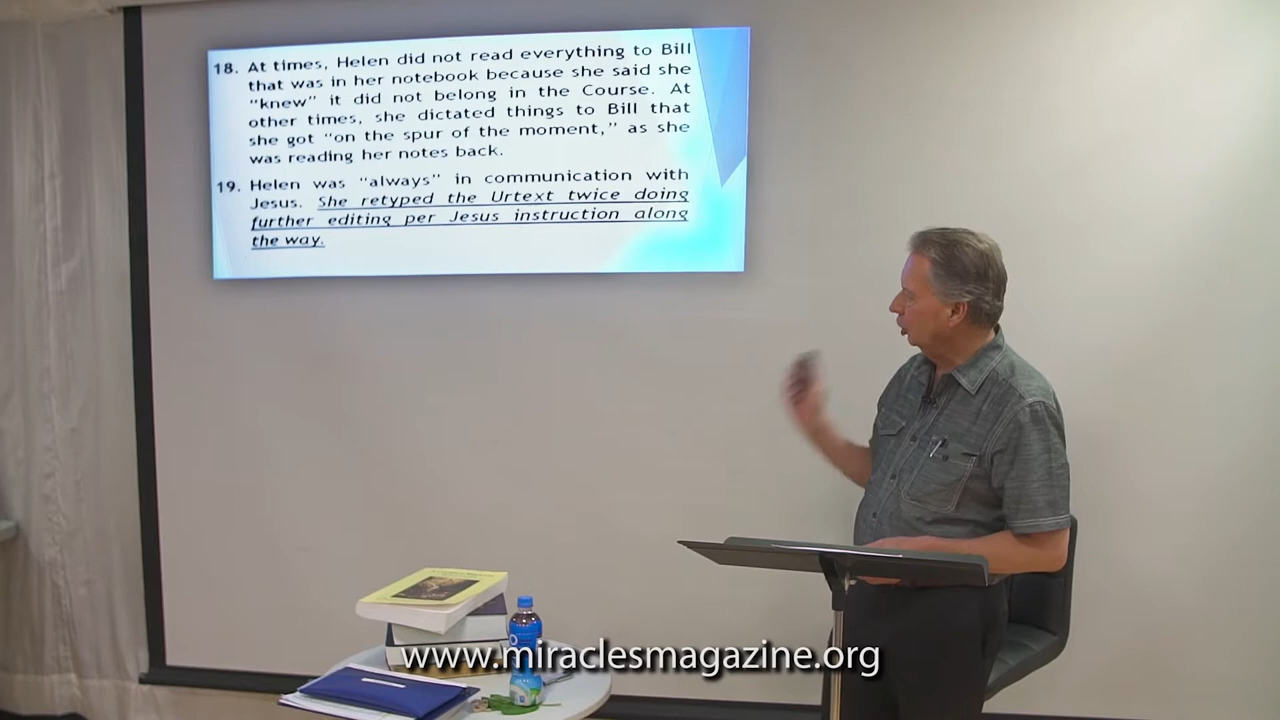 18. At times, Helen did not read everything to Bill
that was in her notebook because she said she
“knew” it did not belong in the Course. At
other times, she dictated things to Bill that
she got “on the spur of the moment,” as she
was reading her notes back.
19. Helen was “always” in communication with
Jesus. She retyped the Urtext twice doing
further editing per Jesus instruction along
the way.
www.miraclesmagazine.org